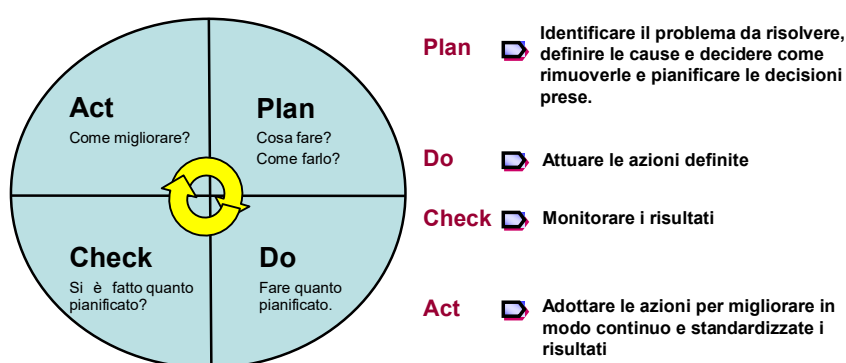 Act
Come migliorare?
Plan
Cosa fare?
Come farlo?
Check
Si è fatto quanto
pianificato?
Do
Fare quanto
pianificato.
Plan
Identificare il problema da risolvere,
definire le cause e decidere come
rimuoverle e pianificare le decisioni
prese.
Do
Attuare le azioni definite
Check
Monitorare i risultati
Act
Adottare le azioni per migliorare in
modo continuo e standardizzate i
risultati